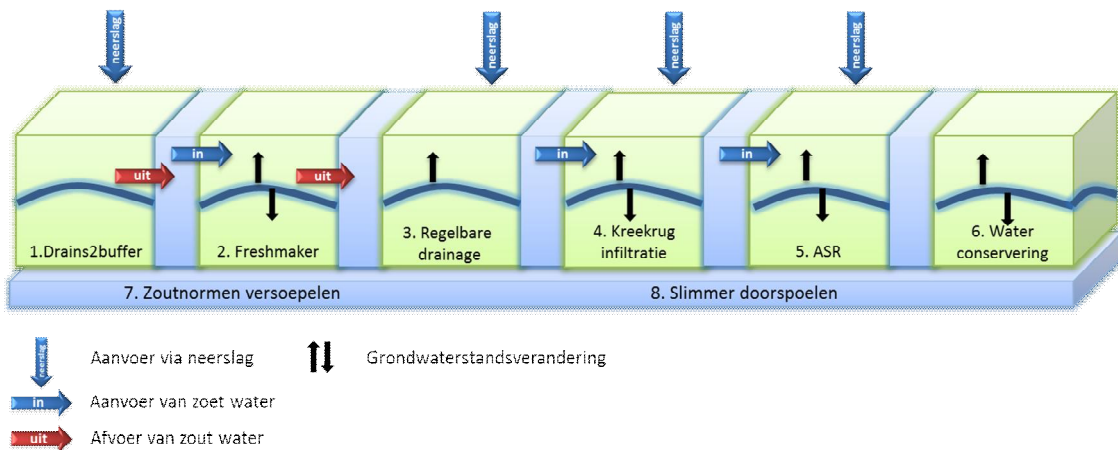 neerslag
neerslag
neerslag
neerslag
in
uit
in
uit
in
in
1.Drains2buffer
2. Freshmaker
3. Regelbare
drainage
4. Kreekrug
infiltratie
5. ASR
6. Water
conservering
7. Zoutnormen versoepelen
8. Slimmer doorspoelen
neerslag
Aanvoer via neerslag
Grondwaterstandsverandering
in
Aanvoer van zoet water
uit
Afvoer van zout water